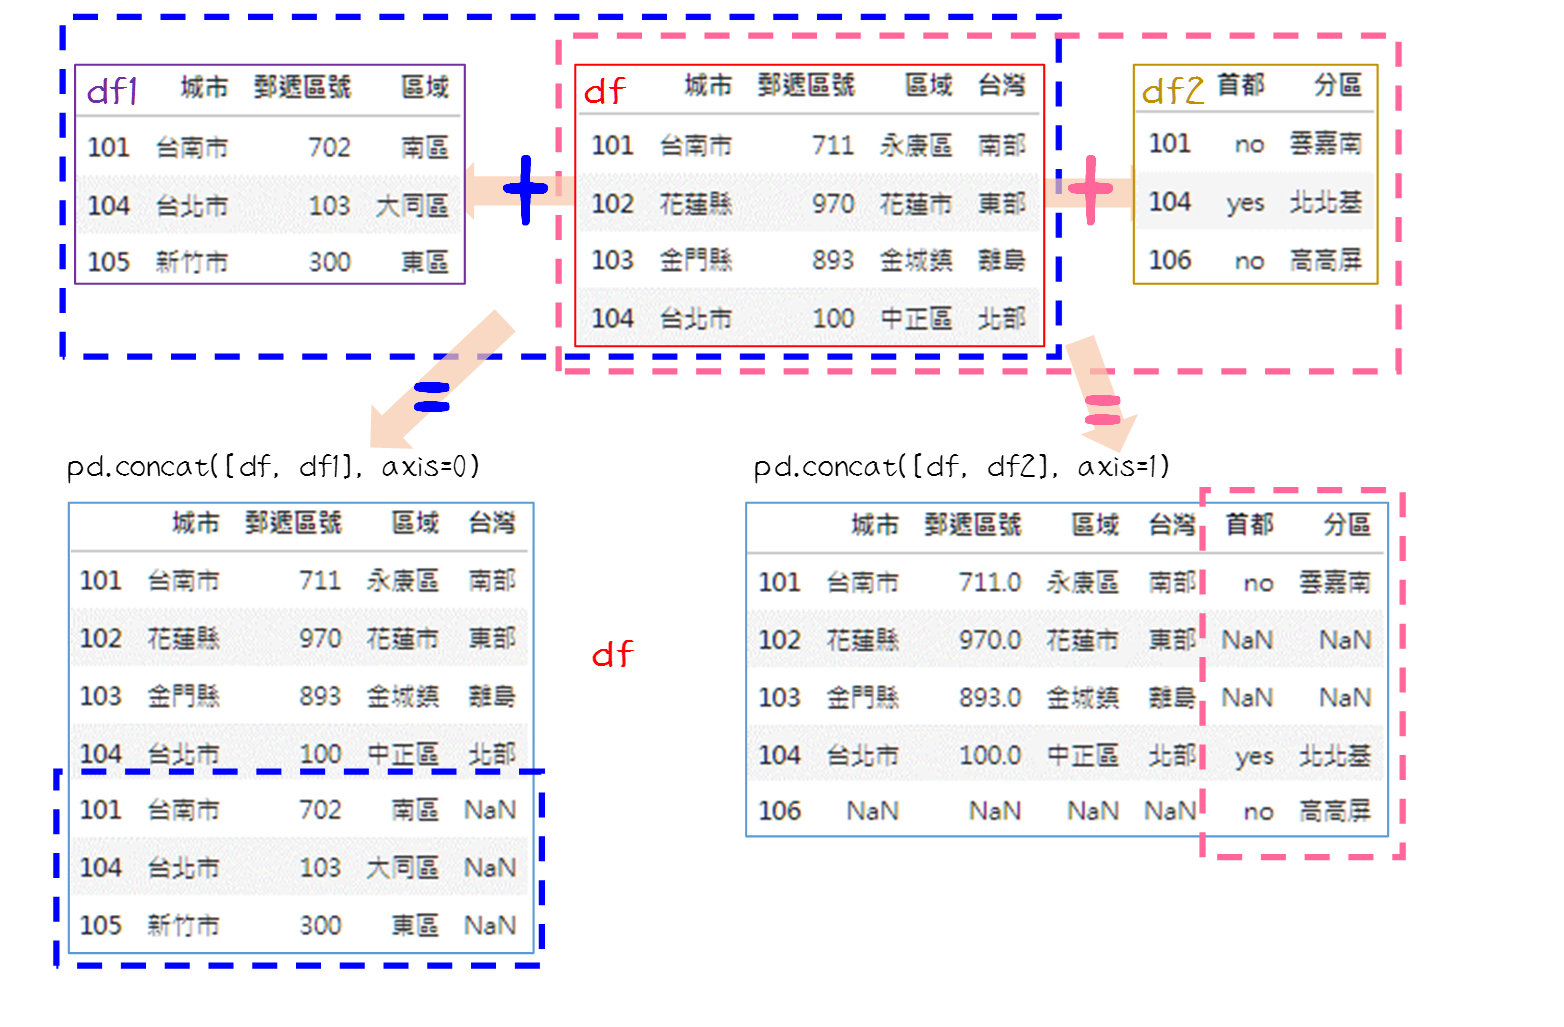 df1 城市 郵遞區號 區域
101 台南市 702 南區
104 台北市 103 大同區
105 新竹市 300 東區
+
df 城市 郵遞區號 區域 台灣
101 台南市 711 永康區 南部
102 花蓮縣 970 花蓮市 東部
103 金門縣 893 金城鎮 離島
104 台北市 100 中正區 北部
+
df2 首都 分區
101 no 雲嘉南
104 yes 北北基
106 no 高高屏
=
=
pd.concat([df, df1], axis=0)
城市 郵遞區號 區域 台灣
101 台南市 711 永康區 南部
102 花蓮縣 970 花蓮市 東部
103 金門縣 893 金城鎮 離島
104 台北市 100 中正區 北部
101 台南市 702 南區 NaN
104 台北市 103 大同區 NaN
105 新竹市 300 東區 NaN
df
pd.concat([df, df2], axis=1)
城市 郵遞區號 區域 台灣 首都 分區
101 台南市 711.0 永康區 南部 no 雲嘉南
102 花蓮縣 970.0 花蓮市 東部 NaN NaN
103 金門縣 893.0 金城鎮 離島 NaN NaN
104 台北市 100.0 中正區 北部 yes 北北基
106 NaN NaN NaN NaN no 高高屏